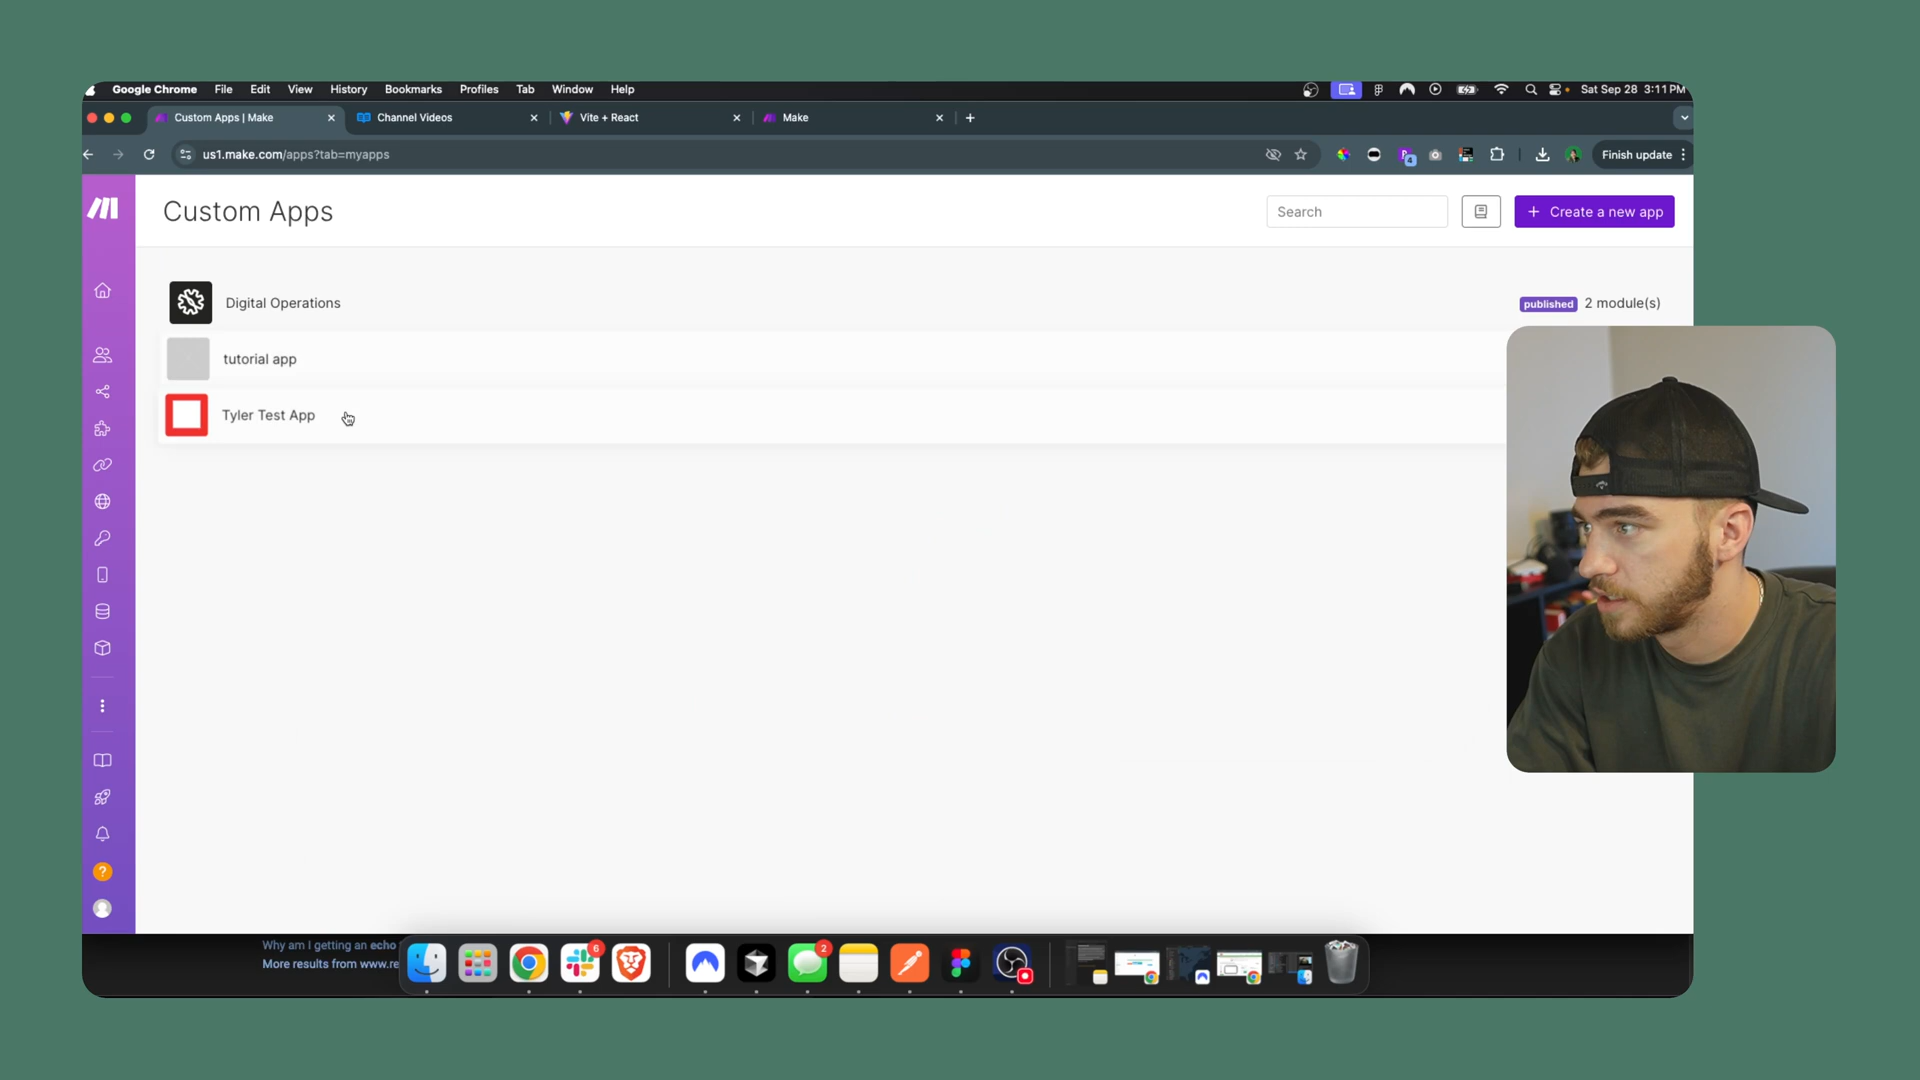 Google Chrome File Edit View History Bookmarks Profiles Tab Window Help Sat Sep 28 3:11 PM
Custom Apps | Make Channel Videos Vite + React Make
us1.make.com/apps?tab=myapps Finish update
4
Custom Apps
Search
+ Create a new app
Digital Operations
published 2 module(s)
tutorial app
Tyler Test App
?
Why am I getting an echo
More results from www.re
6
2